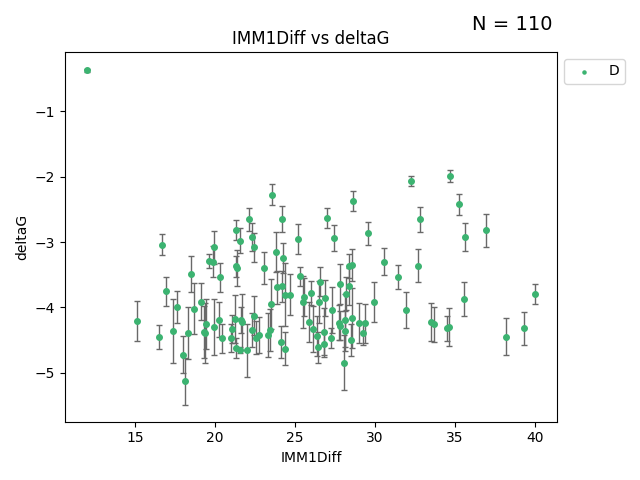 N = 110
IMM1Diff vs deltaG
D
deltaG
−1
−2
−3
−4
−5
15 20 25 30 35 40
IMM1Diff